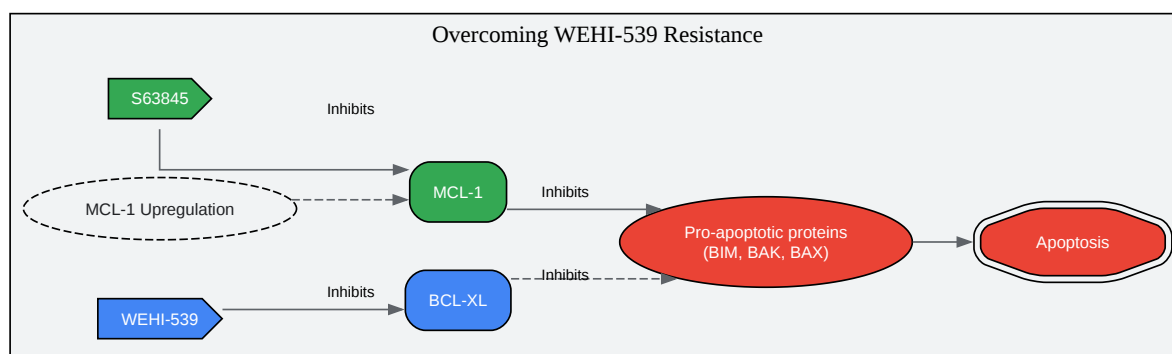 Overcoming WEHI-539 Resistance
S63845
Inhibits
MCL-1 Upregulation
MCL-1
Inhibits
Pro-apoptotic proteins
(BIM, BAK, BAX)
Apoptosis
WEHI-539
Inhibits
BCL-XL
Inhibits